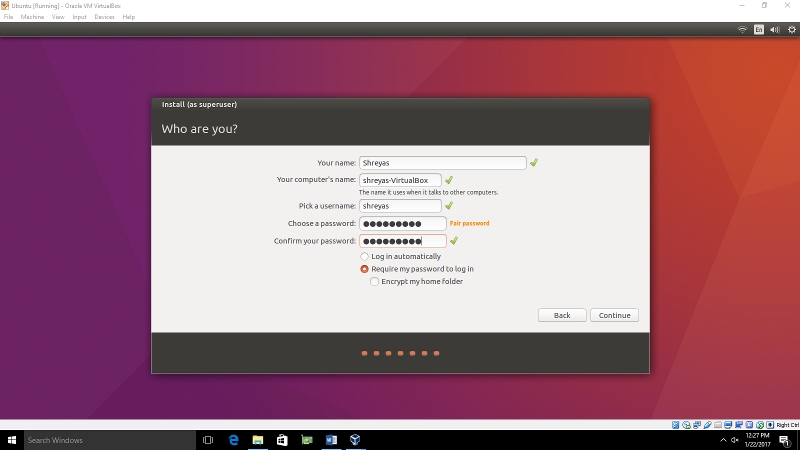 Ubuntu [Running] - Oracle VM VirtualBox
File Machine View Input Devices Help
En
Install (as superuser)
Who are you?
Your name: Shreyas
Your computer's name: shreyas-VirtualBox
The name it uses when it talks to other computers.
Pick a username: shreyas
Choose a password: ●●●●●●●●● Fair password
Confirm your password: ●●●●●●●●●
Log in automatically
Require my password to log in
Encrypt my home folder
Back Continue
Right Ctrl
Search Windows
12:27 PM
1/22/2017